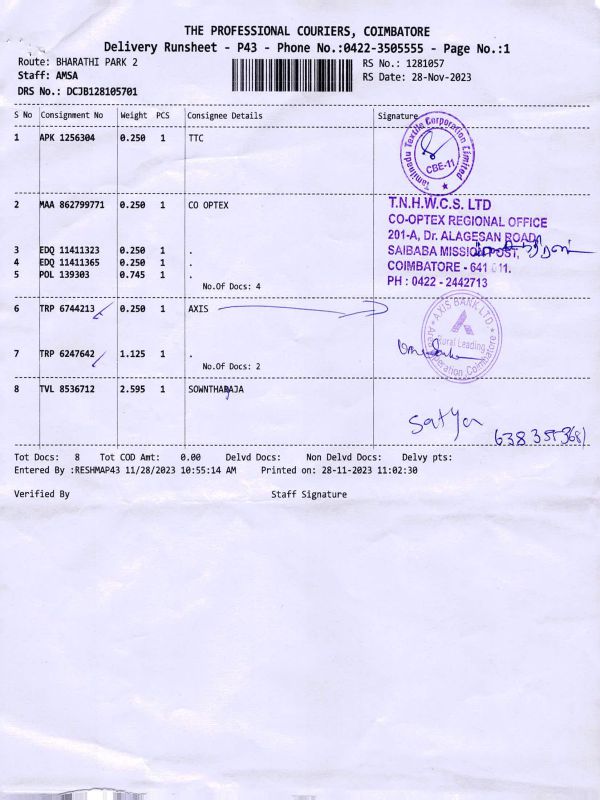 THE PROFESSIONAL COURIERS, COIMBATORE
Delivery Runsheet - P43 - Phone No.:0422-3505555 - Page No.:1
Route: BHARATHI PARK 2
RS No.: 1281057
Staff: AMSA
RS Date: 28-Nov-2023
DRS No.: DCJB128105701
S No Consignment No Weight PCS Consignee Details Signature
1 APK 1256304 0.250 1 TTC
Tamilnadu Textile Corporation Limited
CBE-11
2 MAA 862799771 0.250 1 CO OPTEX
T.N.H.W.C.S. LTD
CO-OPTEX REGIONAL OFFICE
201-A, Dr. ALAGESAN ROAD,
SAIBABA MISSION POST,
COIMBATORE - 641 011.
PH : 0422 - 2442713
3 EDQ 11411323 0.250 1 .
4 EDQ 11411365 0.250 1 .
5 POL 139303 0.745 1 .
No.Of Docs: 4
6 TRP 6744213 0.250 1 AXIS
AXIS BANK LTD
Rural Leading
Operation, Coimbatore
7 TRP 6247642 1.125 1 .
No.Of Docs: 2
8 TVL 8536712 2.595 1 SOWNTHARAJA
Satya
Tot Docs: 8 Tot COD Amt: 0.00 Delvd Docs: Non Delvd Docs: Delvy pts:
Entered By :RESHMAP43 11/28/2023 10:55:14 AM Printed on: 28-11-2023 11:02:30
Verified By Staff Signature